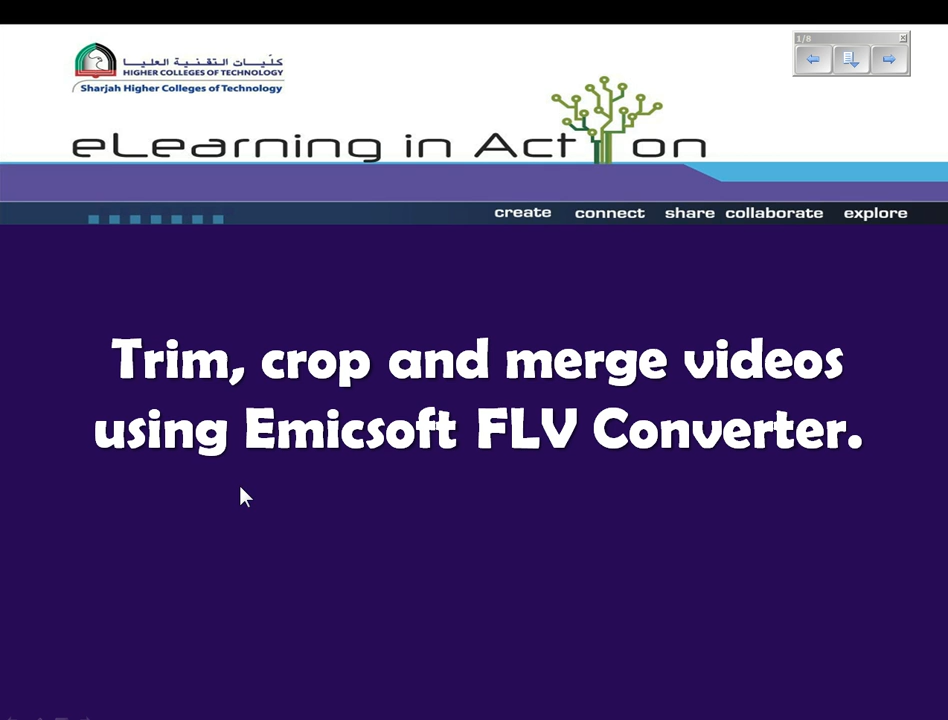 كليات التقنية العليا
HIGHER COLLEGES OF TECHNOLOGY
Sharjah Higher Colleges of Technology
1/8
eLearning in Action
create connect share collaborate explore
Trim, crop and merge videos
using Emicsoft FLV Converter.